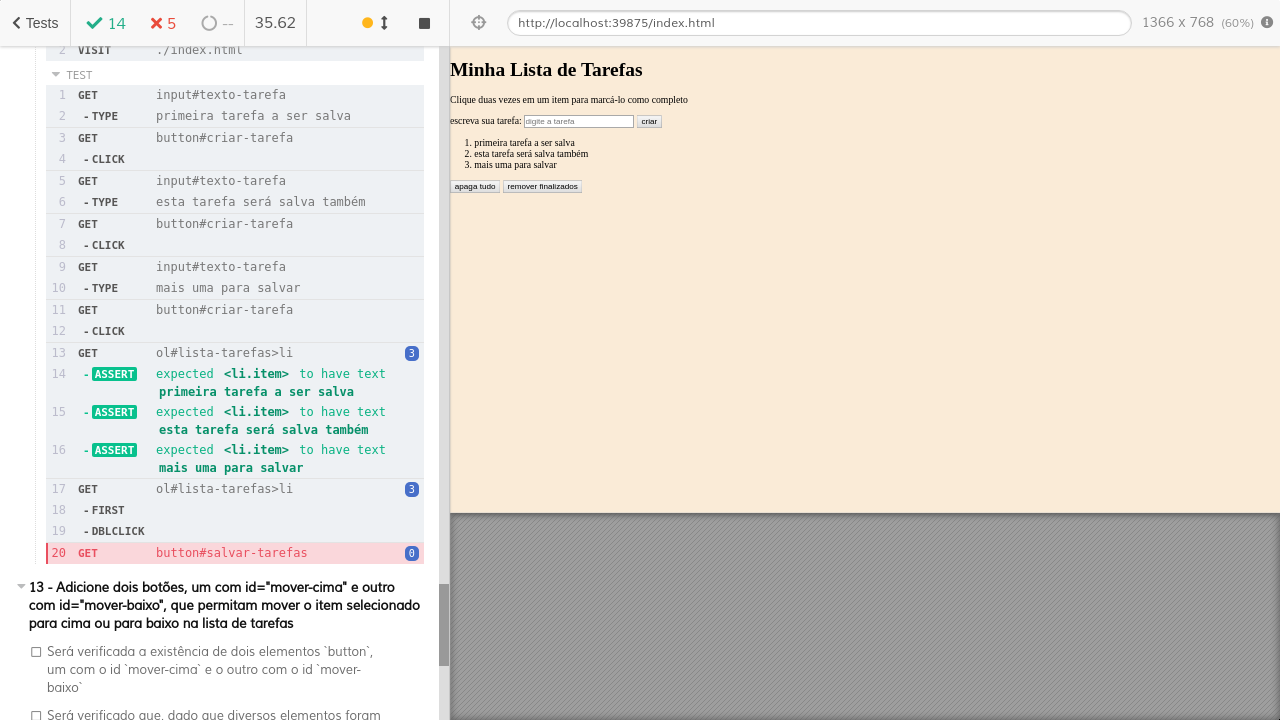 Tests
14
5
--
35.62
http://localhost:39875/index.html
1366 x 768 (60%)
2 VISIT ./index.html
TEST
1 GET input#texto-tarefa
2 - TYPE primeira tarefa a ser salva
3 GET button#criar-tarefa
4 - CLICK
5 GET input#texto-tarefa
6 - TYPE esta tarefa será salva também
7 GET button#criar-tarefa
8 - CLICK
9 GET input#texto-tarefa
10 - TYPE mais uma para salvar
11 GET button#criar-tarefa
12 - CLICK
13 GET ol#lista-tarefas>li 3
14 - ASSERT expected <li.item> to have text
primeira tarefa a ser salva
15 - ASSERT expected <li.item> to have text
esta tarefa será salva também
16 - ASSERT expected <li.item> to have text
mais uma para salvar
17 GET ol#lista-tarefas>li 3
18 - FIRST
19 - DBLCLICK
20 GET button#salvar-tarefas 0
13 - Adicione dois botões, um com id="mover-cima" e outro
com id="mover-baixo", que permitam mover o item selecionado
para cima ou para baixo na lista de tarefas
Será verificada a existência de dois elementos `button`,
um com o id `mover-cima` e o outro com o id `mover-
baixo`
Será verificado que, dado que diversos elementos foram
Minha Lista de Tarefas
Clique duas vezes em um item para marcá-lo como completo
escreva sua tarefa: digite a tarefa criar
1. primeira tarefa a ser salva
2. esta tarefa será salva também
3. mais uma para salvar
apaga tudo remover finalizados